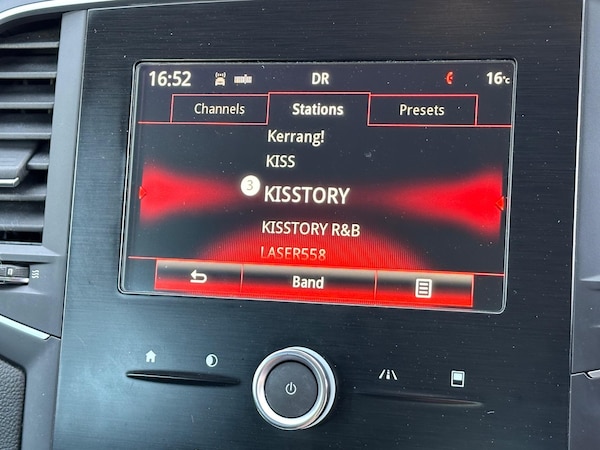 16:52 DR 16°C
Channels Stations Presets
Kerrang!
KISS
3 KISSTORY
KISSTORY R&B
LASER558
Band